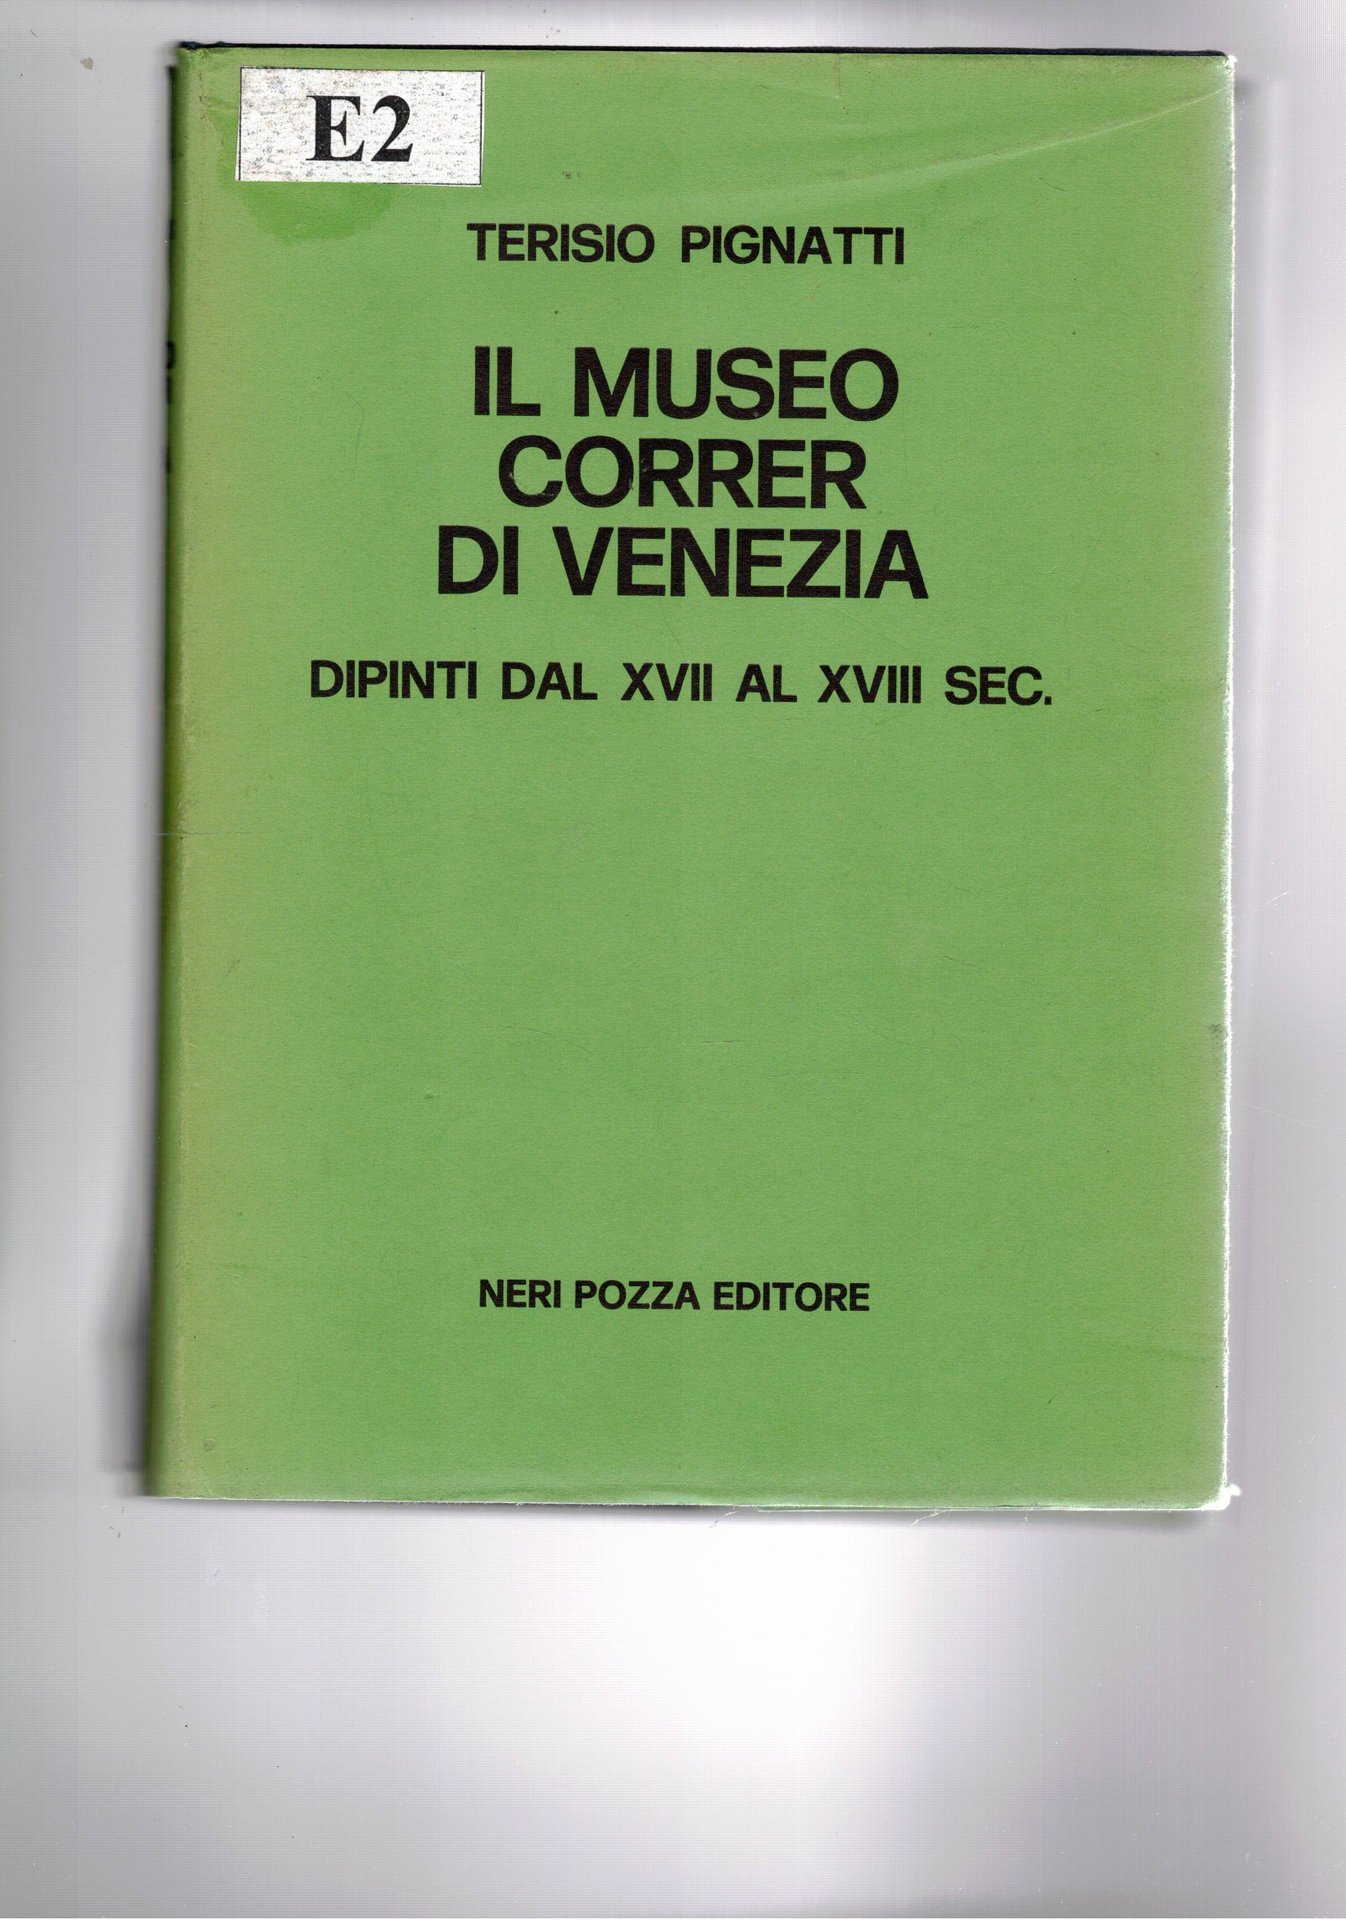 E2
TERISIO PIGNATTI
IL MUSEO
CORRER
DI VENEZIA
DIPINTI DAL XVII AL XVIII SEC.
NERI POZZA EDITORE